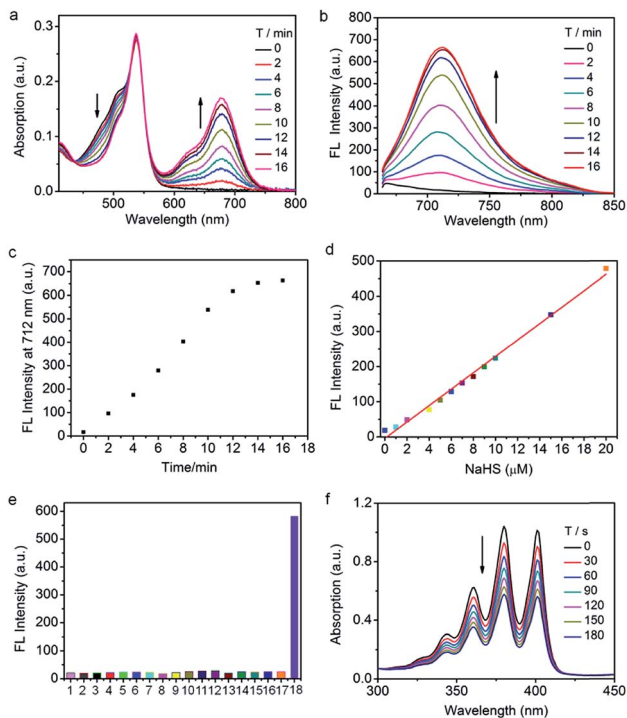 a
T / min
0
2
4
6
8
10
12
14
16
Absorption (a.u.)
0.3
0.2
0.1
0.0
500
600
700
800
Wavelength (nm)
b
T / min
0
2
4
6
8
10
12
14
16
FL Intensity (a.u.)
800
700
600
500
400
300
200
100
0
700
750
800
850
Wavelength (nm)
c
FL Intensity at 712 nm (a.u.)
700
600
500
400
300
200
100
0
0 2 4 6 8 10 12 14 16 18
Time/min
d
FL Intensity (a.u.)
500
400
300
200
100
0
0 5 10 15 20
NaHS (μM)
e
FL Intensity (a.u.)
600
500
400
300
200
100
0
1 2 3 4 5 6 7 8 9 10 11 12 13 14 15 16 17 18
f
T / s
0
30
60
90
120
150
180
Absorption (a.u.)
1.2
0.8
0.4
0.0
300 350 400 450
Wavelength (nm)